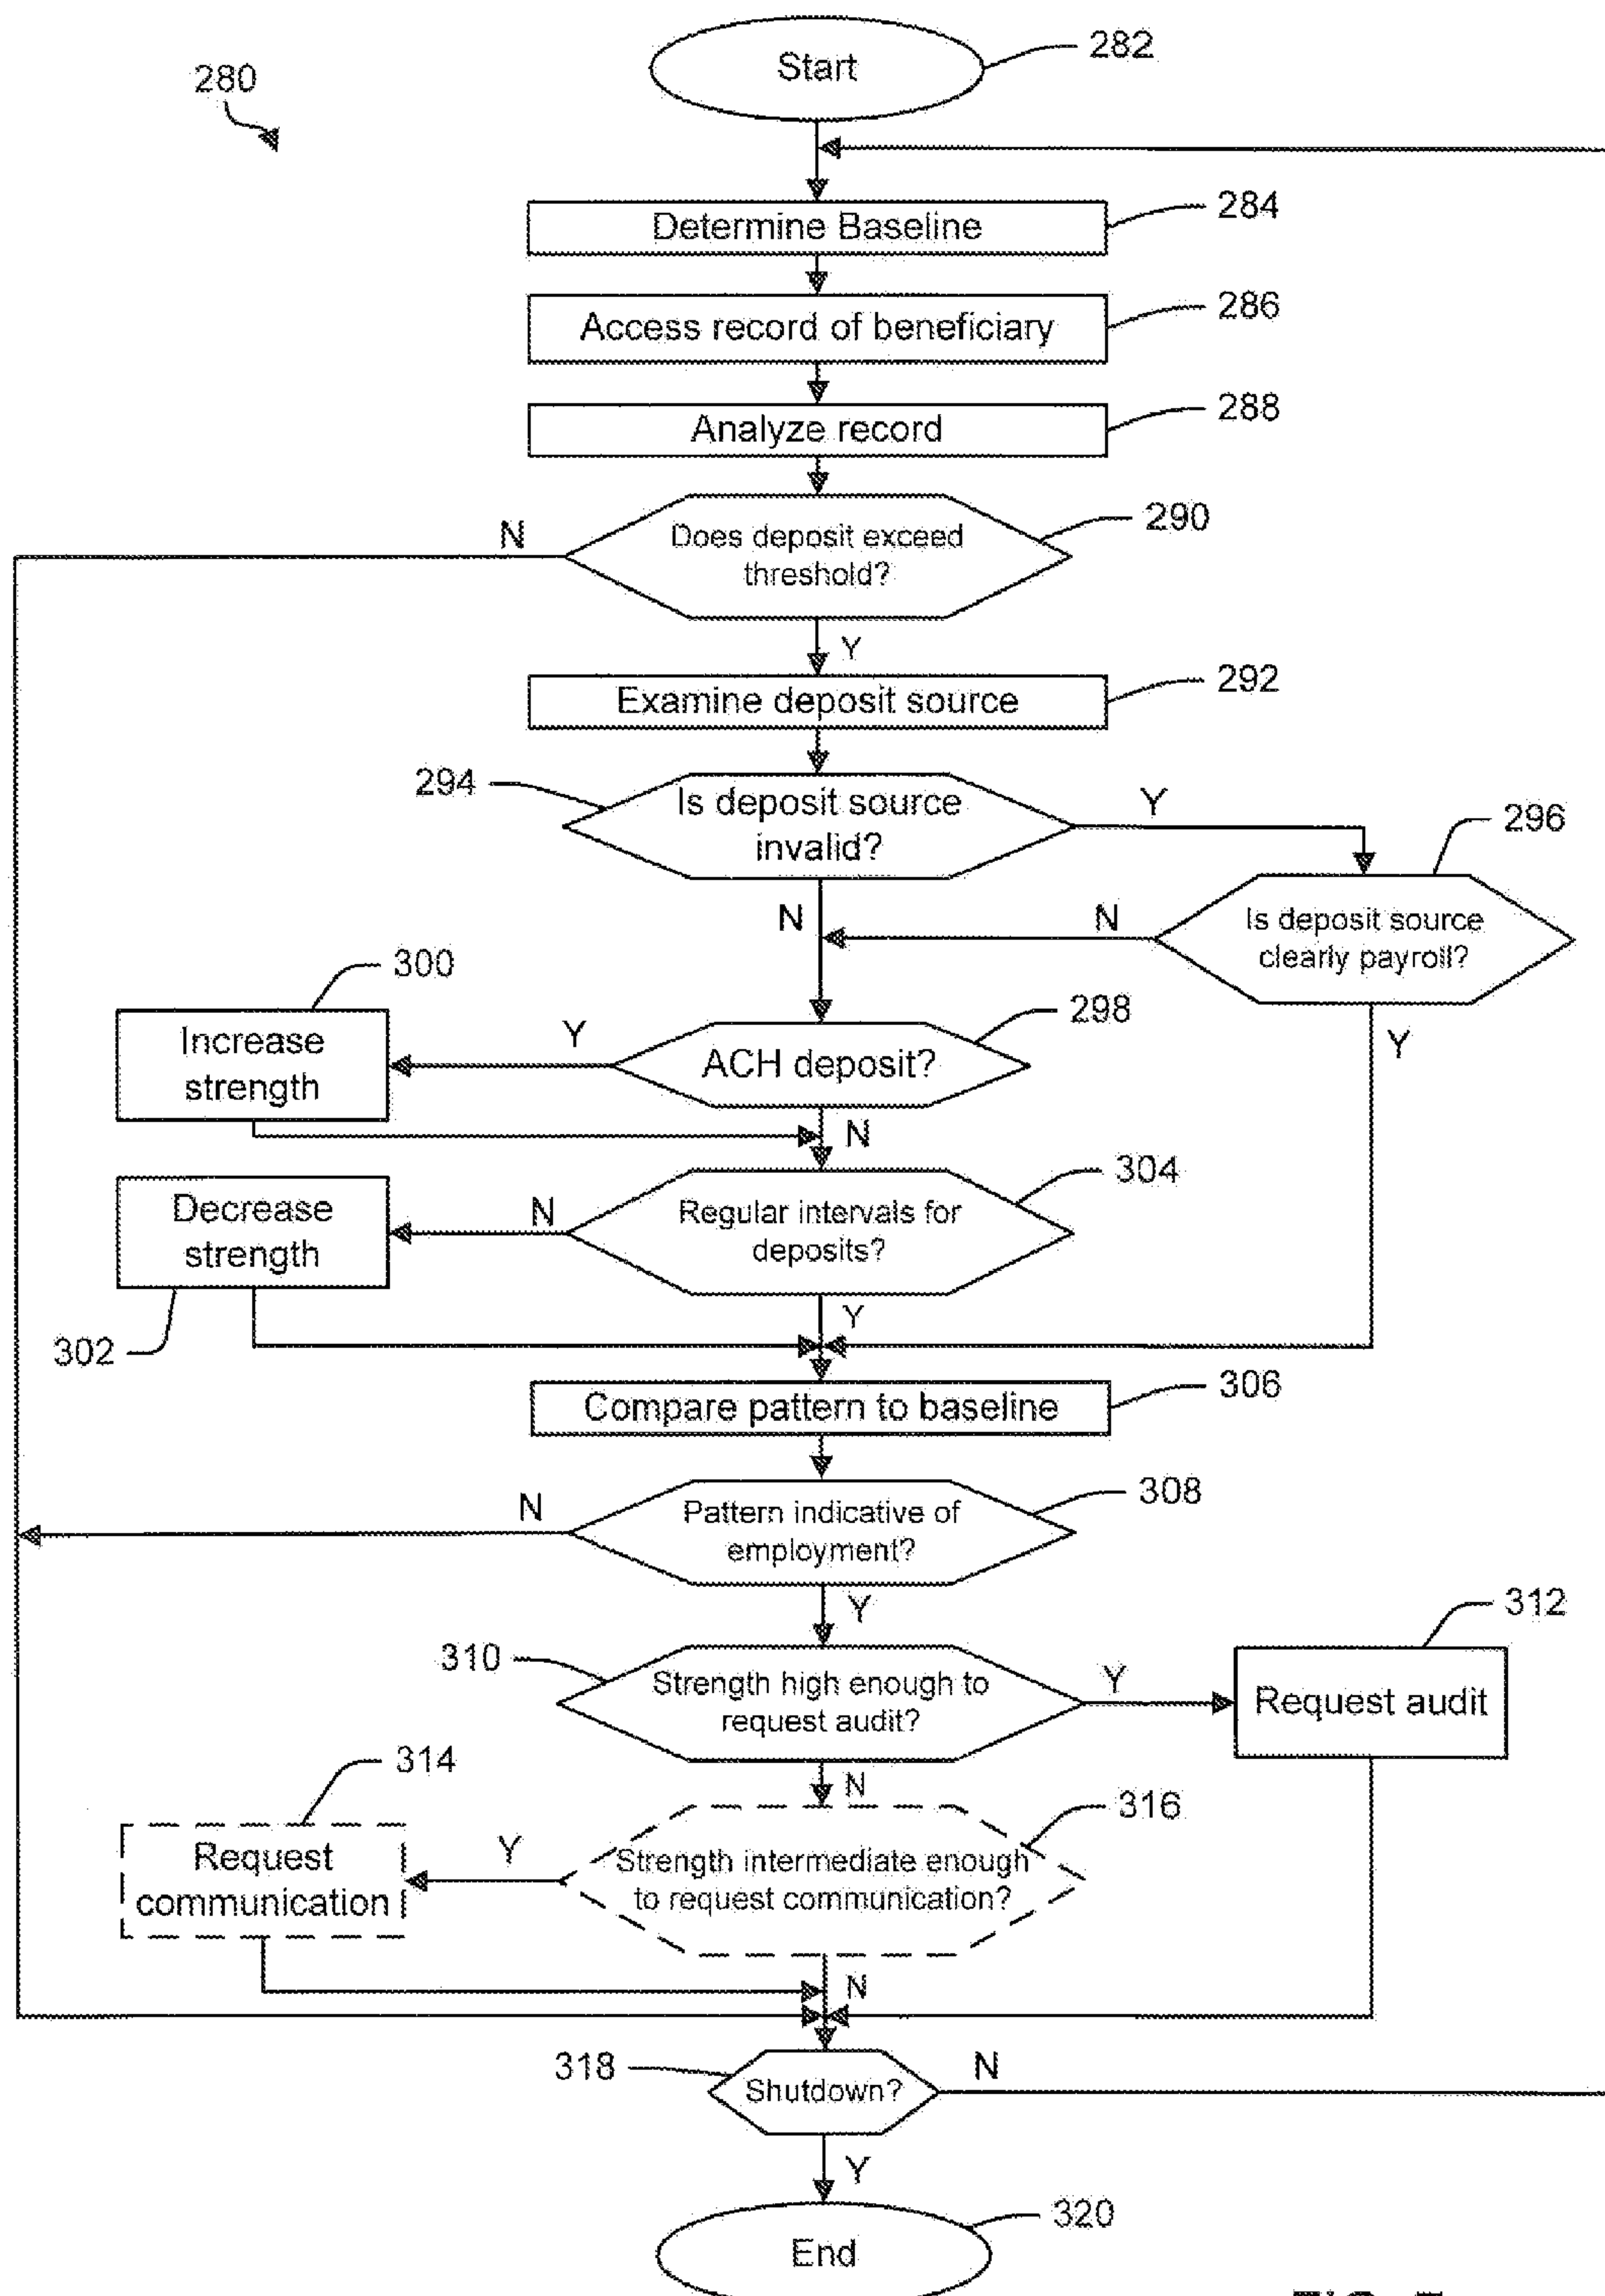 Start
282
280
Determine Baseline
284
Access record of beneficiary
286
Analyze record
288
Does deposit exceed
threshold?
290
N
Y
Examine deposit source
292
294
Is deposit source
invalid?
Y
296
N
N
Is deposit source
clearly payroll?
300
Increase
strength
Y
ACH deposit?
298
Y
N
304
Decrease
strength
N
Regular intervals for
deposits?
302
Y
Compare pattern to baseline
306
N
Pattern indicative of
employment?
308
Y
312
310
Strength high enough to
request audit?
Y
Request audit
314
N
316
Request
communication
Y
Strength intermediate enough
to request communication?
N
318
Shutdown?
N
Y
320
End